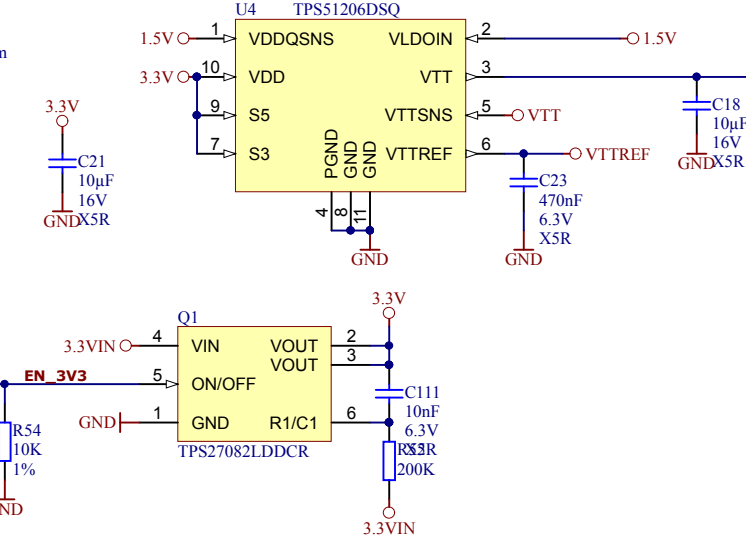 U4 TPS51206DSQ
1.5V 1 VDDQSNS VLDOIN 2 1.5V
3.3V 10 VDD VTT 3
9 S5 VTTSNS 5 VTT
7 S3 VTTREF 6 VTTREF
PGND GND GND
4 8 11
GND
3.3V
C21
10µF
16V
X5R
GND
C23
470nF
6.3V
X5R
GND
C18
10µF
16V
X5R
GND
Q1
3.3VIN 4 VIN VOUT 2
VOUT 3
EN_3V3 5 ON/OFF
GND 1 GND R1/C1 6
TPS27082LDDCR
3.3V
C111
10nF
6.3V
X5R
200K
3.3VIN
R54
10K
1%